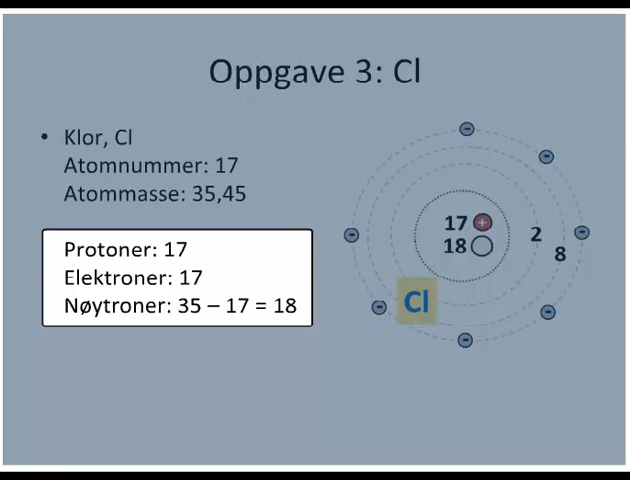 Oppgave 3: Cl
• Klor, Cl
Atomnummer: 17
Atommasse: 35,45
Protoner: 17
Elektroner: 17
Nøytroner: 35 – 17 = 18
17 +
18
2
8
Cl